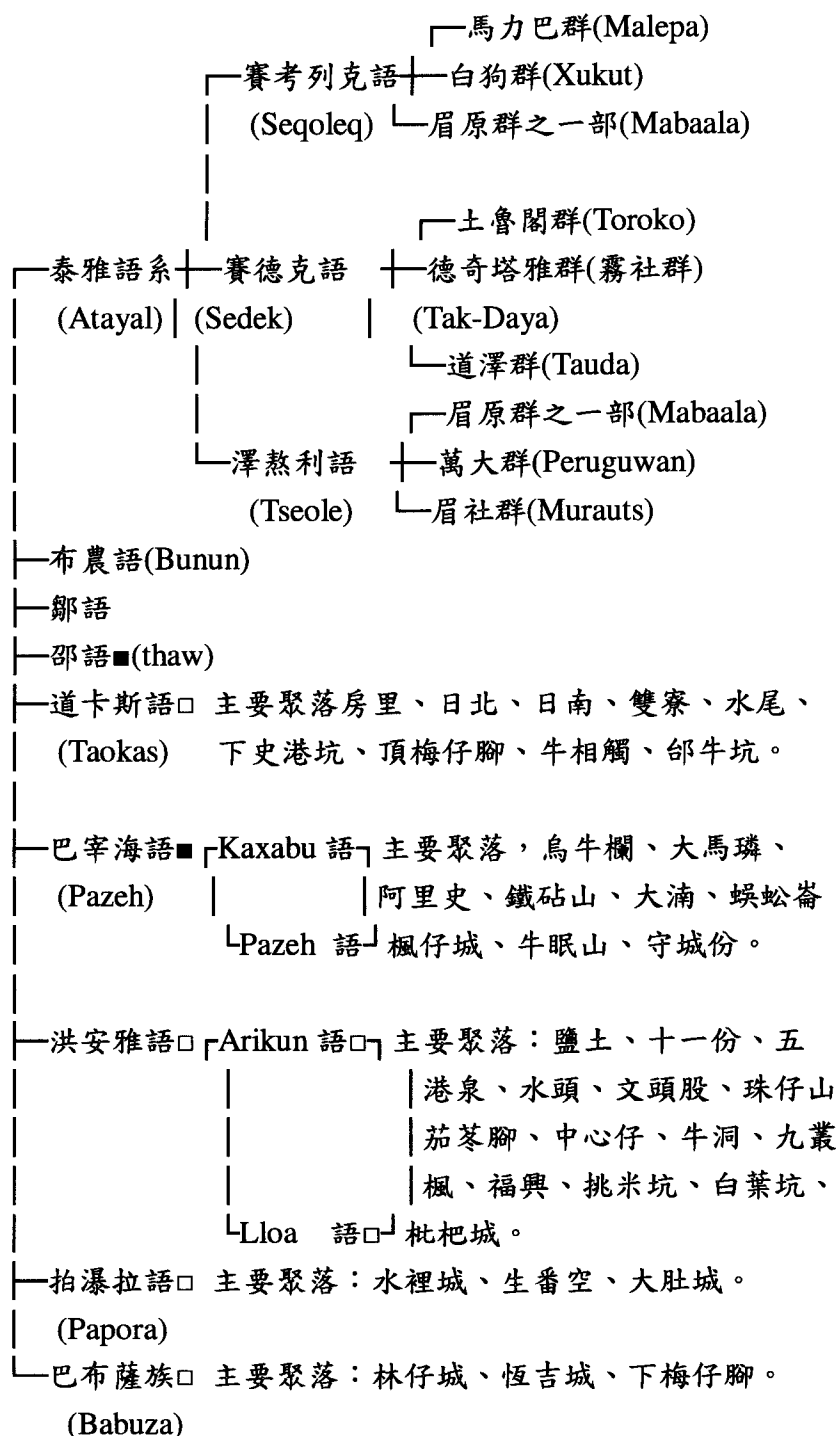 ┌─馬力巴群(Malepa)
┌─賽考列克語┼─白狗群(Xukut)
│ (Seqoleq) └─眉原群之一部(Mabaala)
│
│
│ ┌─土魯閣群(Toroko)
┌─泰雅語系┼─賽德克語 ┼─德奇塔雅群(霧社群)
│ (Atayal)│ (Sedek) │ (Tak-Daya)
│ │ └─道澤群(Tauda)
│ │ ┌─眉原群之一部(Mabaala)
│ └─澤熬利語 ┼─萬大群(Peruguwan)
│ (Tseole) └─眉社群(Murauts)
├─布農語(Bunun)
├─鄒語
├─邵語■(thaw)
├─道卡斯語□ 主要聚落房里、日北、日南、雙寮、水尾、
│ (Taokas) 下史港坑、頂梅仔腳、牛相觸、邰牛坑。
│
├─巴宰海語■┌Kaxabu 語┐主要聚落，烏牛欄、大馬璘、
│ (Pazeh) │ │阿里史、鐵砧山、大湳、蜈蚣崙
│ └Pazeh 語┘楓仔城、牛眠山、守城份。
│
├─洪安雅語□┌Arikun 語□┐主要聚落：鹽土、十一份、五
│ │ │港泉、水頭、文頭股、珠仔山
│ │ │茄苳腳、中心仔、牛洞、九叢
│ │ │楓、福興、挑米坑、白葉坑、
│ └Lloa 語□┘枇杷城。
├─拍瀑拉語□ 主要聚落：水裡城、生番空、大肚城。
│ (Papora)
└─巴布薩族□ 主要聚落：林仔城、恆吉城、下梅仔腳。
(Babuza)